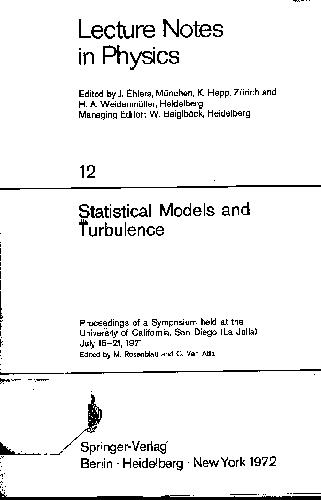 Lecture Notes
in Physics
Edited by J. Ehlers, München, K. Hepp, Zürich and
H. A. Weidenmüller, Heidelberg
Managing Editor: W. Beiglböck, Heidelberg
12
Statistical Models and
Turbulence
Proceedings of a Symposium held at the
University of California, San Diego (La Jolla)
July 15–21, 1971
Edited by M. Rosenblatt and C. Van Atta
Springer-Verlag
Berlin · Heidelberg · New York 1972